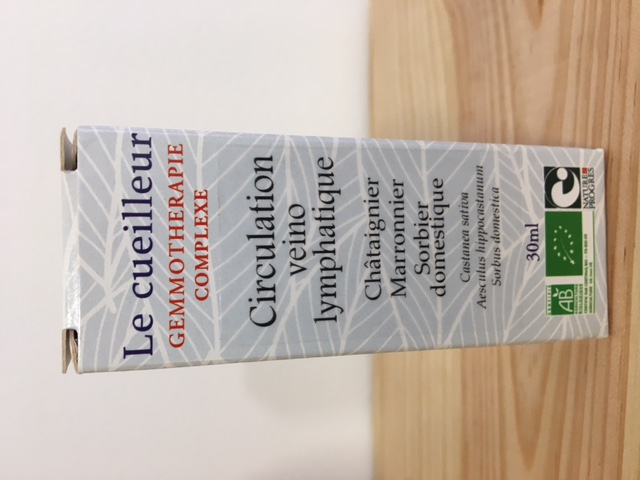 Le cueilleur
GEMMOTHERAPIE
COMPLEXE
Circulation
veino
lymphatique
Châtaignier
Marronnier
Sorbier
domestique
Castanea sativa
Aesculus hippocastanum
Sorbus domestica
30ml
AB
NATURE &
PROGRES